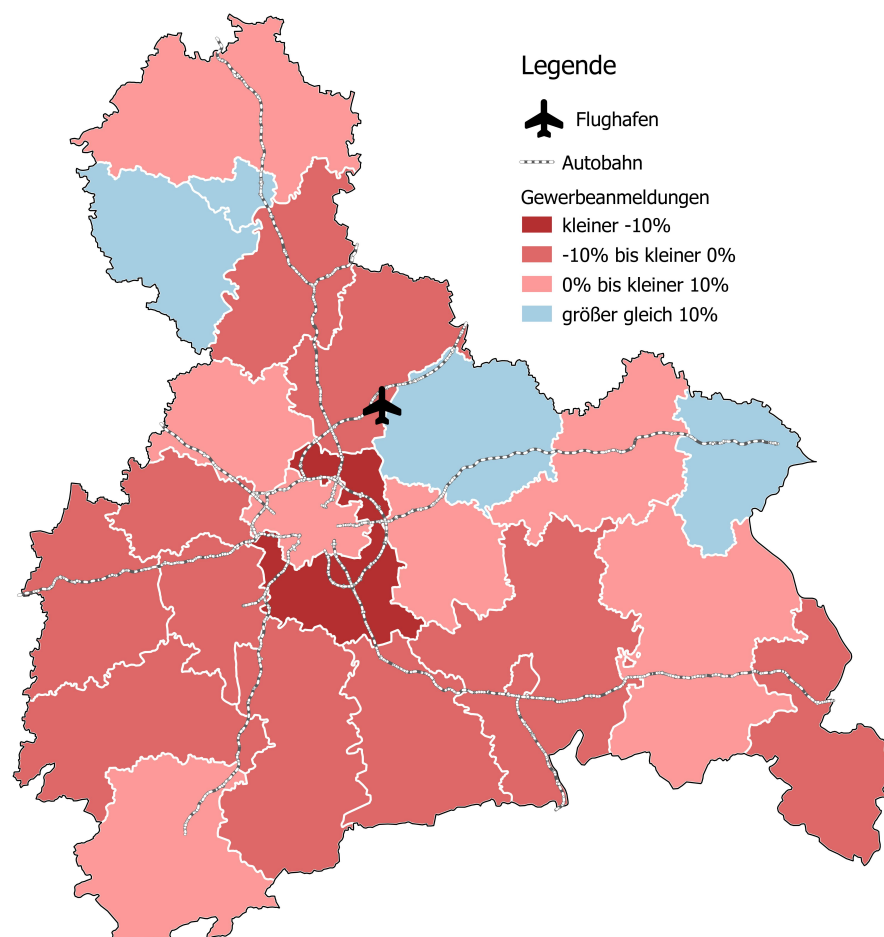 Legende
Flughafen
Autobahn
Gewerbeanmeldungen
kleiner -10%
-10% bis kleiner 0%
0% bis kleiner 10%
größer gleich 10%